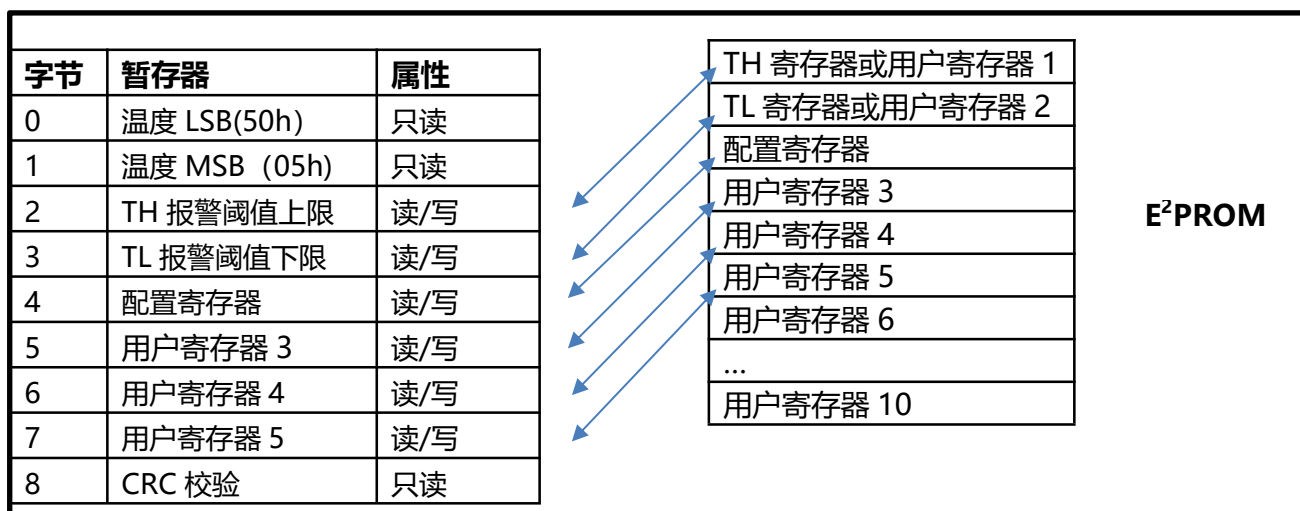 字节 暂存器 属性
0 温度 LSB(50h） 只读
1 温度 MSB（05h) 只读
2 TH 报警阈值上限 读/写
3 TL 报警阈值下限 读/写
4 配置寄存器 读/写
5 用户寄存器 3 读/写
6 用户寄存器 4 读/写
7 用户寄存器 5 读/写
8 CRC 校验 只读
TH 寄存器或用户寄存器 1
TL 寄存器或用户寄存器 2
配置寄存器
用户寄存器 3
用户寄存器 4
用户寄存器 5
用户寄存器 6
...
用户寄存器 10
E²PROM